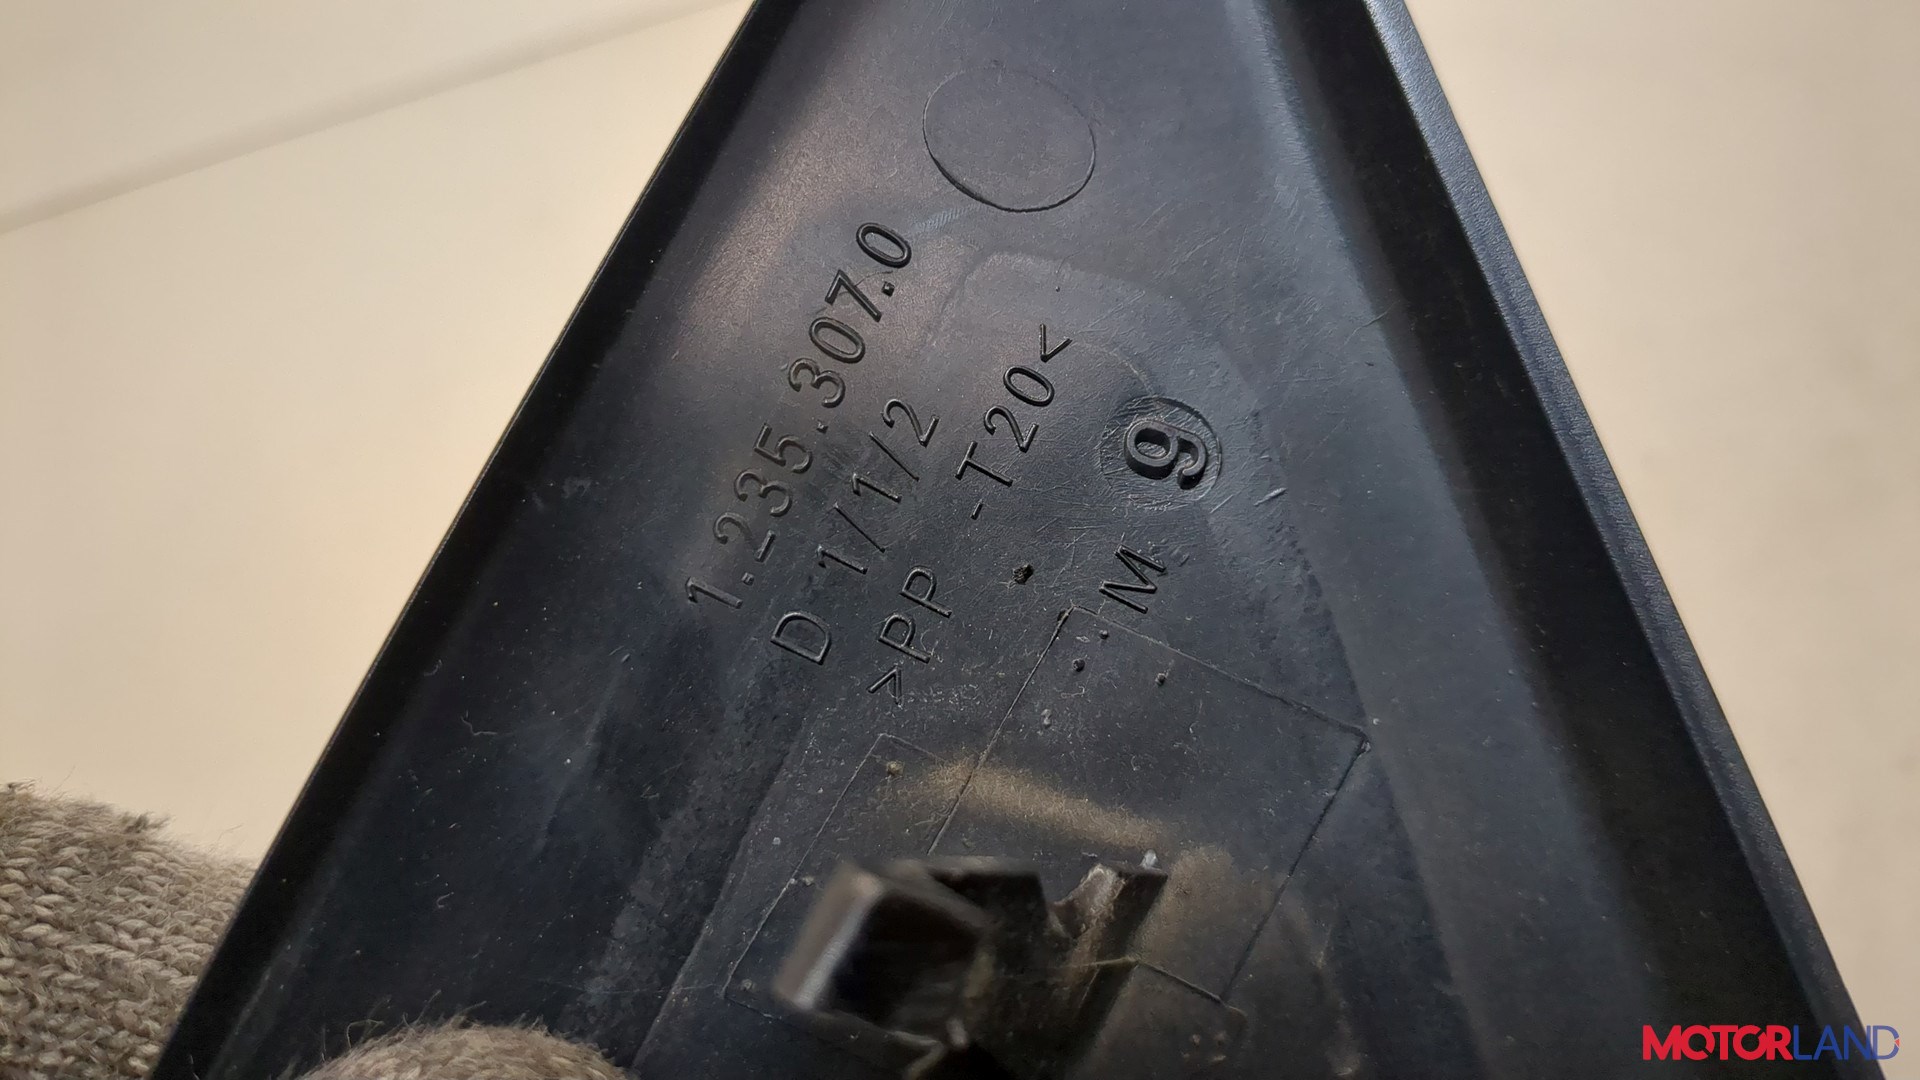 1.235.307.0
D 1/1/2
>PP -T20<
M 9
MOTORLAND